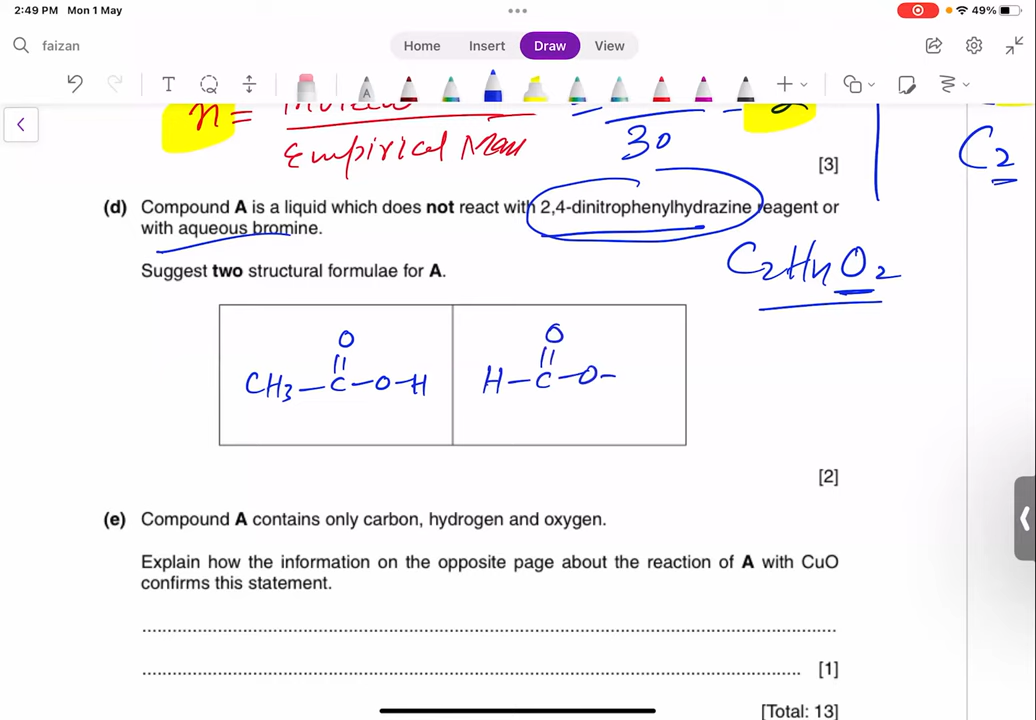 2:49 PM Mon 1 May
49%
faizan
Home Insert Draw View
n =
Empirical Mass
=
30
C2
[3]
(d) Compound A is a liquid which does not react with 2,4-dinitrophenylhydrazine reagent or
with aqueous bromine.
C2H4O2
Suggest two structural formulae for A.
O O
|| ||
CH3—C—O—H H—C—O—
[2]
(e) Compound A contains only carbon, hydrogen and oxygen.
Explain how the information on the opposite page about the reaction of A with CuO
confirms this statement.
[1]
[Total: 13]